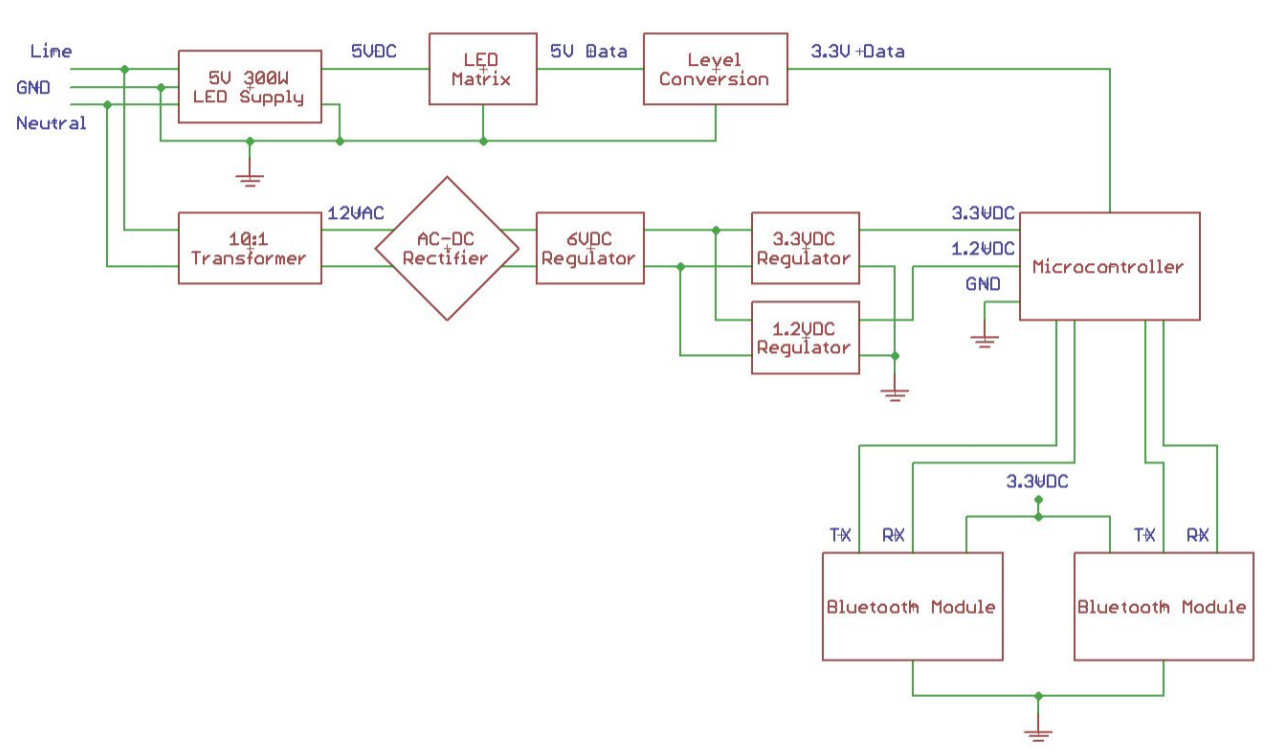 Line
GND
Neutral
5V 300W
LED Supply
5VDC
LED
Matrix
5V Data
Level
Conversion
3.3V Data
10:1
Transformer
12VAC
AC-DC
Rectifier
6VDC
Regulator
3.3VDC
Regulator
1.2VDC
Regulator
3.3VDC
1.2VDC
GND
Microcontroller
3.3VDC
TX
RX
TX
RX
Bluetooth Module
Bluetooth Module